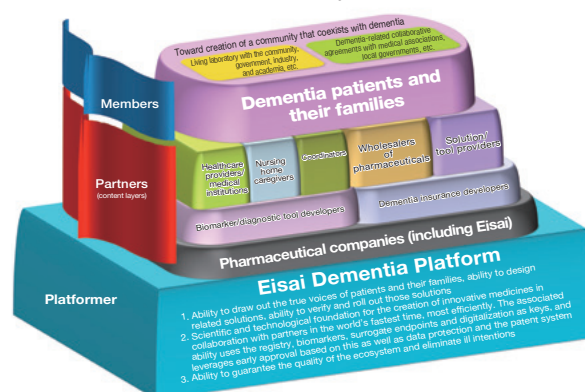 Toward creation of a community that coexists with dementia
Living laboratory with the community,
government, industry,
and academia, etc.
Dementia-related collaborative
agreements with medical associations,
local governments, etc.
Dementia patients and
their families
Members
Partners
(content layers)
Healthcare
providers/
medical
institutions
Nursing
home
caregivers
Coordinators
Wholesalers
of
pharmaceuticals
Solution/
tool providers
Biomarker/diagnostic tool developers
Dementia insurance developers
Pharmaceutical companies (including Eisai)
Platformer
Eisai Dementia Platform
1. Ability to draw out the true voices of patients and their families, ability to design
related solutions, ability to verify and roll out those solutions
2. Scientific and technological foundation for the creation of innovative medicines in
collaboration with partners in the world's fastest time, most efficiently. The associated
ability uses the registry, biomarkers, surrogate endpoints and digitalization as keys, and
leverages early approval based on this as well as data protection and the patent system
3. Ability to guarantee the quality of the ecosystem and eliminate ill intentions